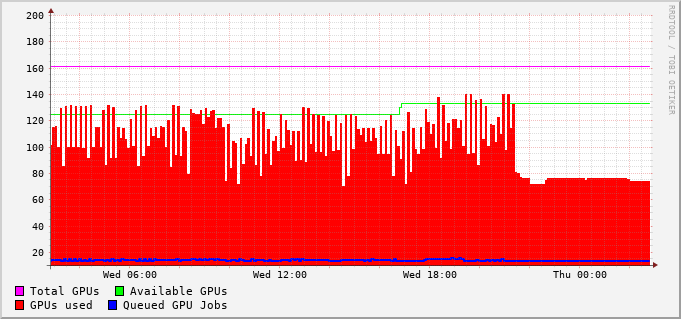 200
180
160
140
120
100
80
60
40
20
Wed 06:00
Wed 12:00
Wed 18:00
Thu 00:00
RRDTOOL / TOBI OETIKER
Total GPUs
Available GPUs
GPUs used
Queued GPU Jobs